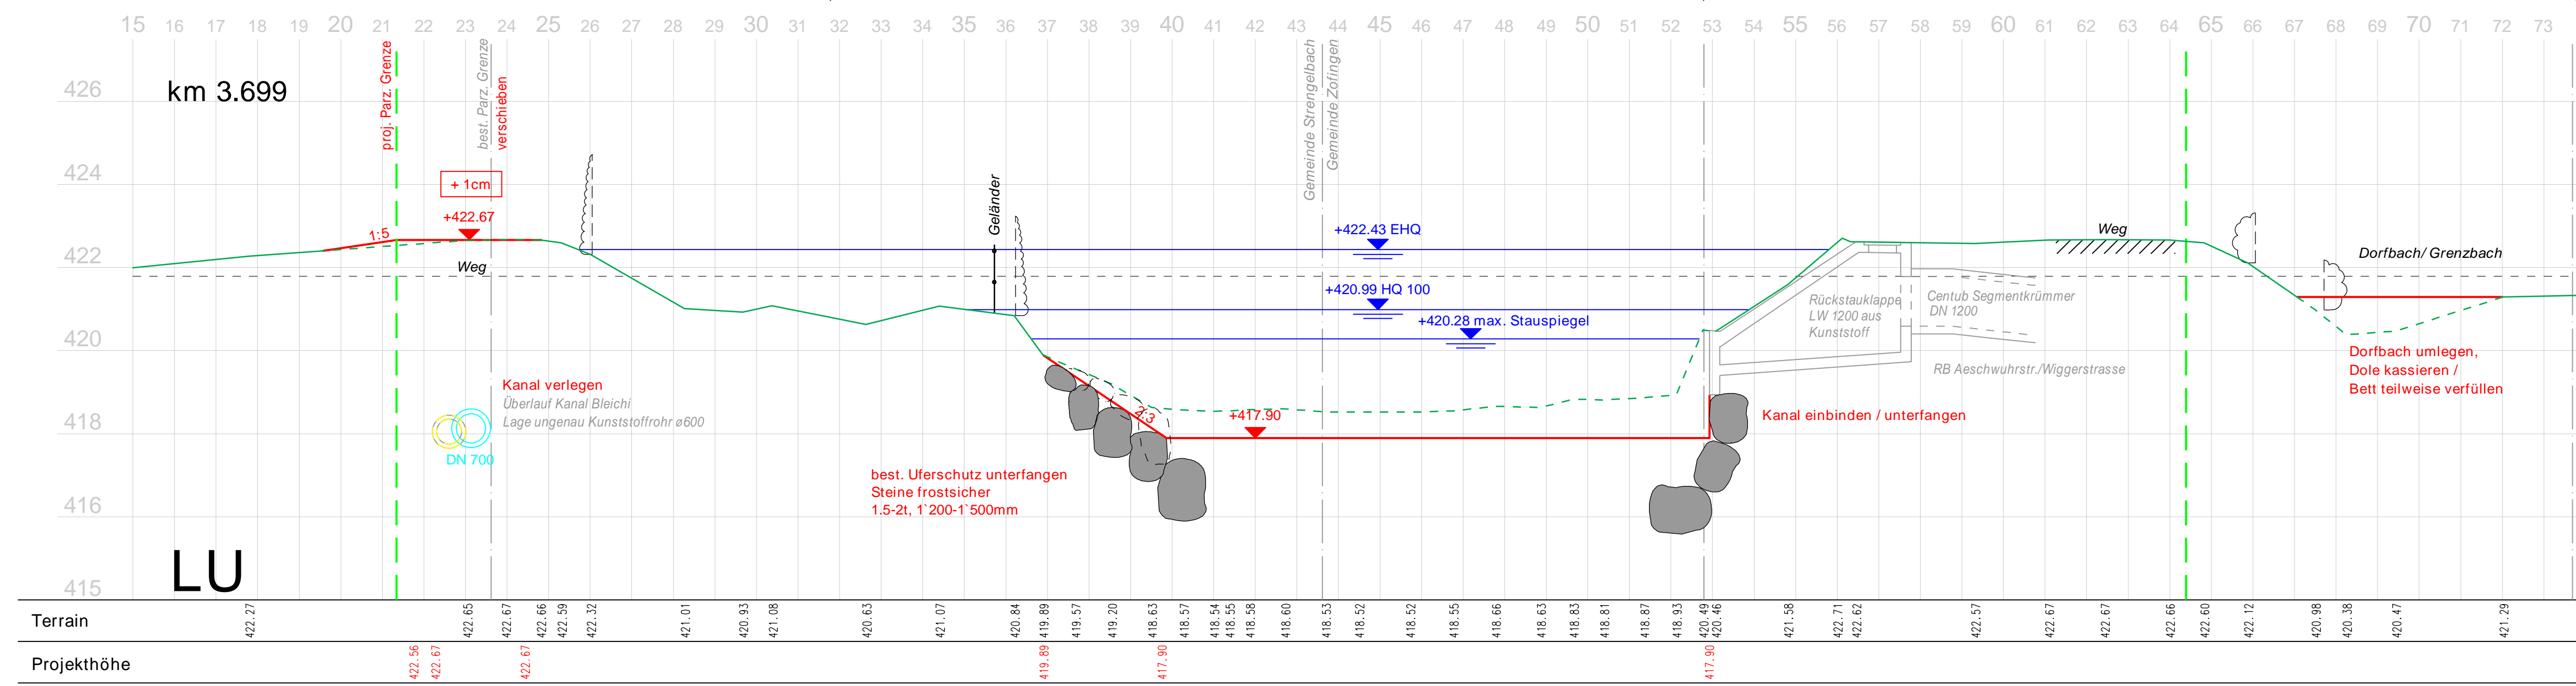 15 16 17 18 19 20 21 22 23 24 25 26 27 28 29 30 31 32 33 34 35 36 37 38 39 40 41 42 43 44 45 46 47 48 49 50 51 52 53 54 55 56 57 58 59 60 61 62 63 64 65 66 67 68 69 70 71 72 73
426
424
422
420
418
416
415
km 3.699
proj. Parz. Grenze
best. Parz. Grenze
verschieben
+ 1cm
+422.67
1:5
Weg
Kanal verlegen
Überlauf Kanal Bleichi
Lage ungenau Kunststoffrohr ø600
DN 700
Geländer
Gemeinde Strengelbach
Gemeinde Zofingen
+422.43 EHQ
+420.99 HQ 100
+420.28 max. Stauspiegel
2:3
+417.90
best. Uferschutz unterfangen
Steine frostsicher
1.5-2t, 1`200-1`500mm
Rückstauklappe
LW 1200 aus
Kunststoff
Centub Segmentkrümmer
DN 1200
RB Aeschwuhrstr./Wiggerstrasse
Kanal einbinden / unterfangen
Weg
Dorfbach/ Grenzbach
Dorfbach umlegen,
Dole kassieren /
Bett teilweise verfüllen
LU
Terrain
422.27 422.65 422.67 422.66 422.59 422.32 421.01 420.93 421.08 420.63 421.07 420.84 419.89 419.57 419.20 418.63 418.57 418.54 418.55 418.58 418.60 418.53 418.52 418.52 418.55 418.66 418.63 418.83 418.81 418.87 418.93 420.49 420.46 421.58 422.71 422.62 422.57 422.67 422.67 422.66 422.60 422.12 420.98 420.38 420.47 421.29
Projekthöhe
422.56 422.67 422.67 419.89 417.90 417.90